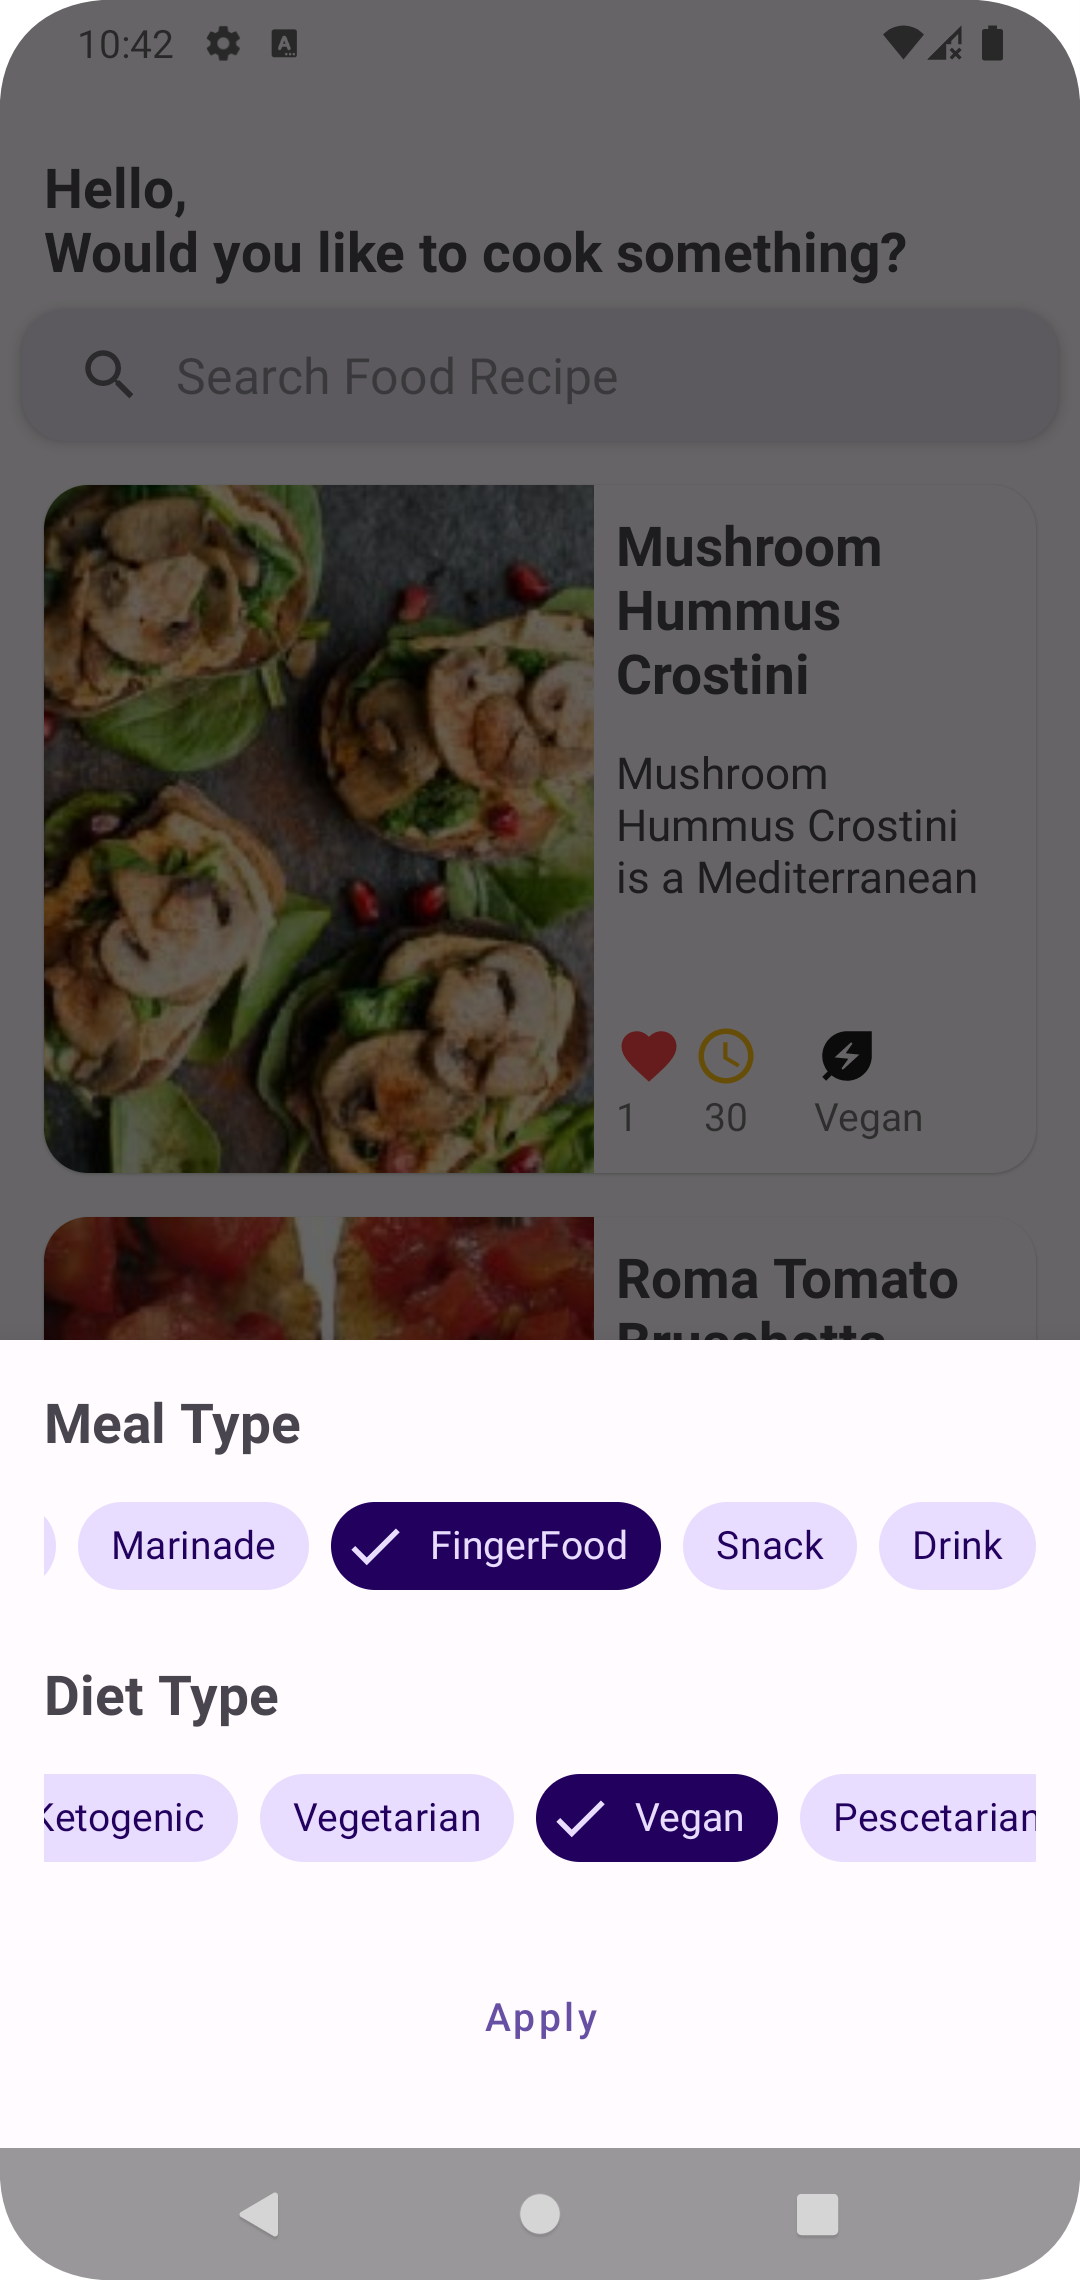 10:42
Hello,
Would you like to cook something?
Search Food Recipe
Mushroom
Hummus
Crostini
Mushroom
Hummus Crostini
is a Mediterranean
1
30
Vegan
Roma Tomato
Bruschetta
Meal Type
Marinade
FingerFood
Snack
Drink
Diet Type
Ketogenic
Vegetarian
Vegan
Pescetarian
Apply